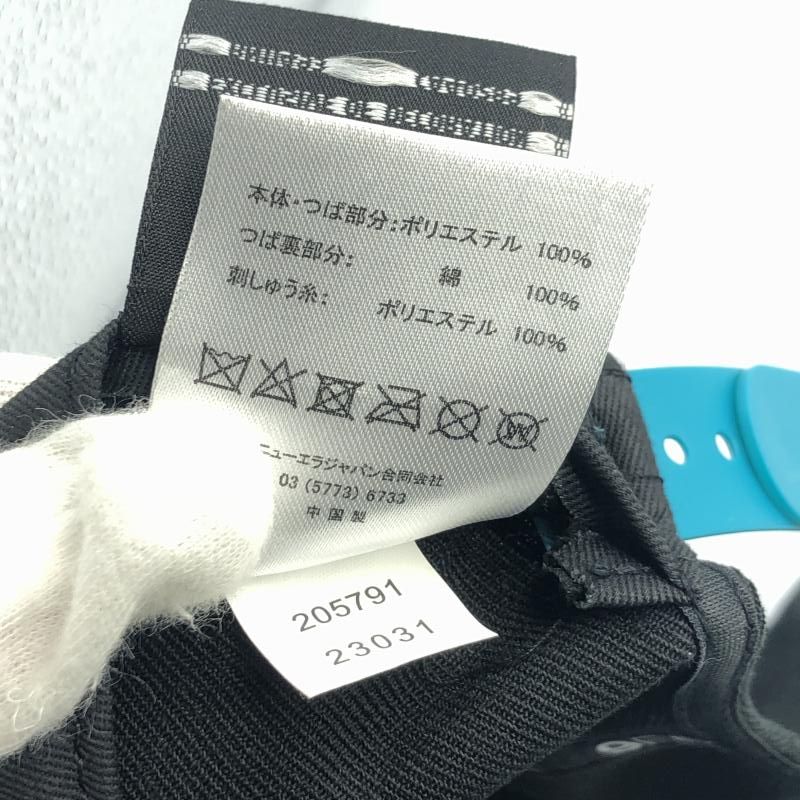 本体・つば部分:ポリエステル 100%
つば裏部分: 綿 100%
刺しゅう糸: ポリエステル 100%
ニューエラジャパン合同会社
03 (5773) 6733
中国製
205791
23031